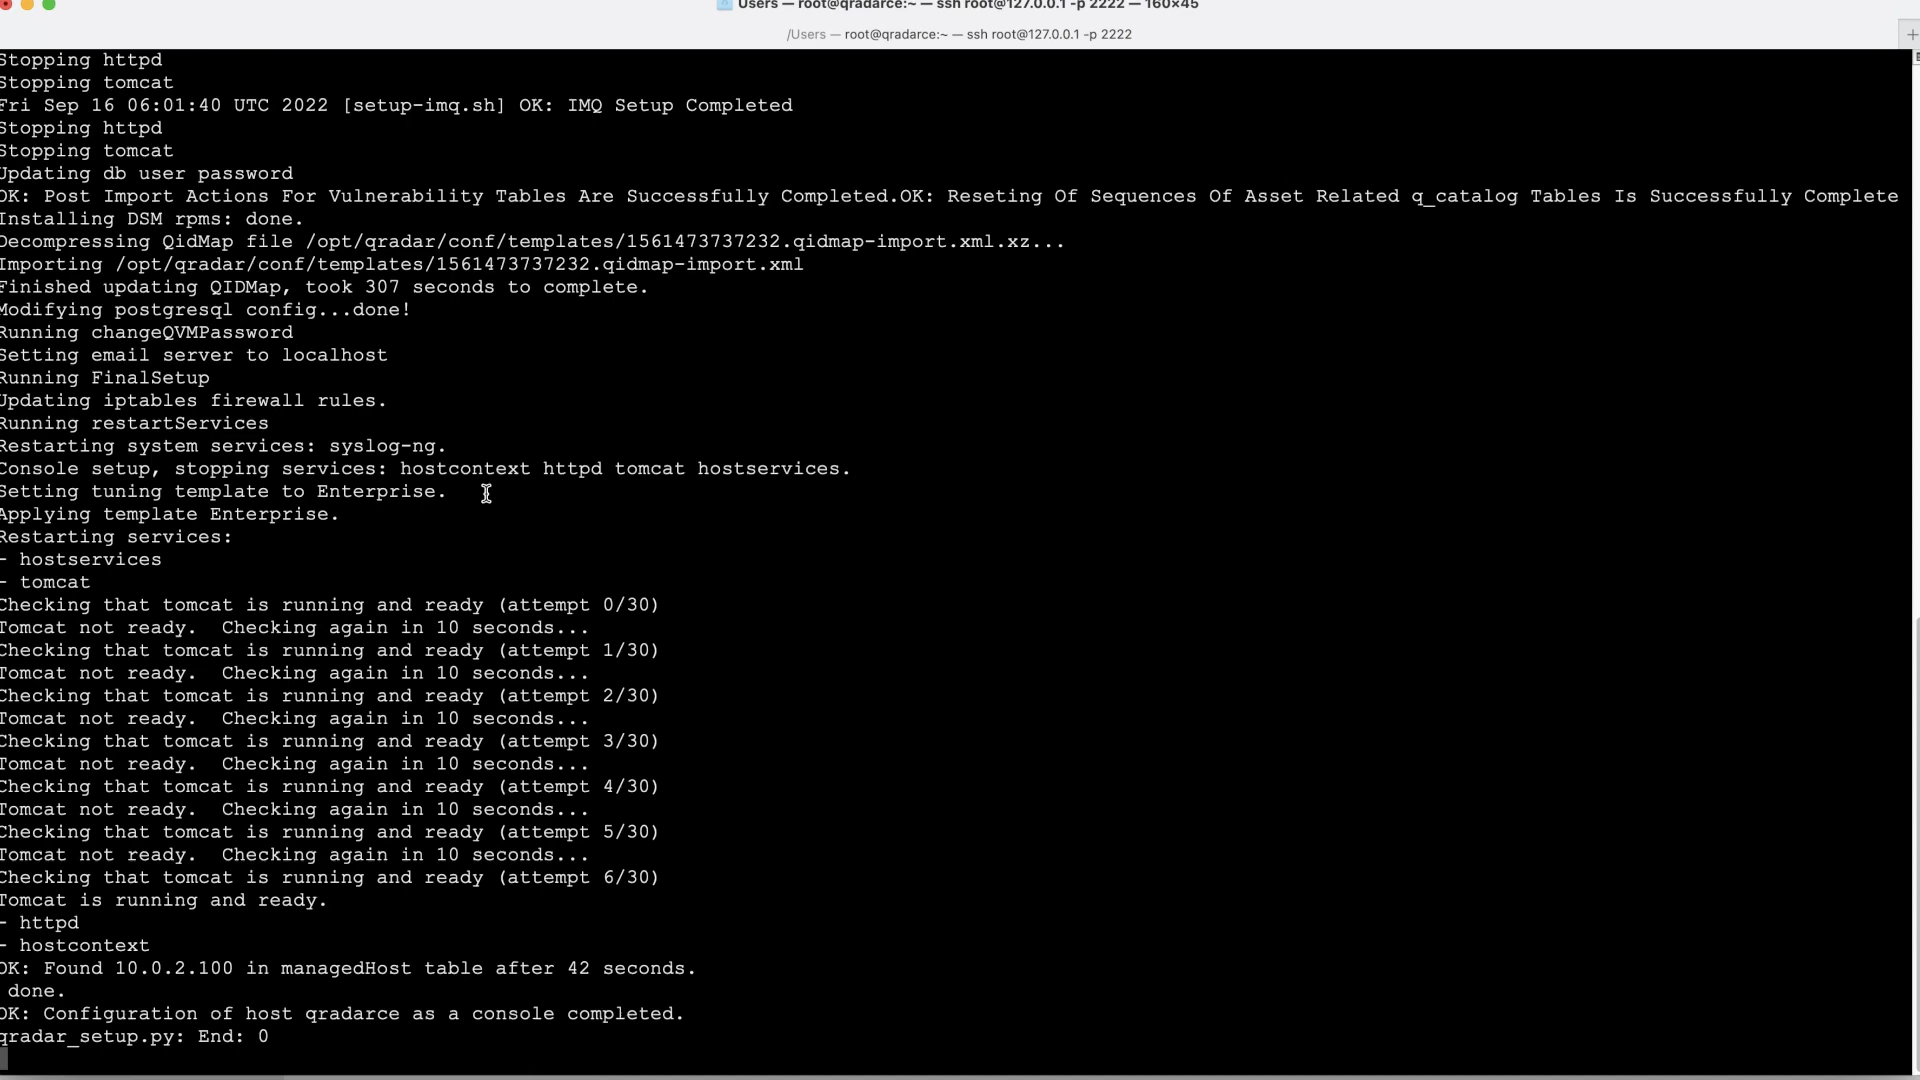 Users — root@qradarce:~ — ssh root@127.0.0.1 -p 2222 — 160×45
/Users — root@qradarce:~ — ssh root@127.0.0.1 -p 2222
Stopping httpd
Stopping tomcat
Fri Sep 16 06:01:40 UTC 2022 [setup-imq.sh] OK: IMQ Setup Completed
Stopping httpd
Stopping tomcat
Updating db user password
OK: Post Import Actions For Vulnerability Tables Are Successfully Completed.OK: Reseting Of Sequences Of Asset Related q_catalog Tables Is Successfully Complete
Installing DSM rpms: done.
Decompressing QidMap file /opt/qradar/conf/templates/1561473737232.qidmap-import.xml.xz...
Importing /opt/qradar/conf/templates/1561473737232.qidmap-import.xml
Finished updating QIDMap, took 307 seconds to complete.
Modifying postgresql config...done!
Running changeQVMPassword
Setting email server to localhost
Running FinalSetup
Updating iptables firewall rules.
Running restartServices
Restarting system services: syslog-ng.
Console setup, stopping services: hostcontext httpd tomcat hostservices.
Setting tuning template to Enterprise.
Applying template Enterprise.
Restarting services:
- hostservices
- tomcat
Checking that tomcat is running and ready (attempt 0/30)
Tomcat not ready.  Checking again in 10 seconds...
Checking that tomcat is running and ready (attempt 1/30)
Tomcat not ready.  Checking again in 10 seconds...
Checking that tomcat is running and ready (attempt 2/30)
Tomcat not ready.  Checking again in 10 seconds...
Checking that tomcat is running and ready (attempt 3/30)
Tomcat not ready.  Checking again in 10 seconds...
Checking that tomcat is running and ready (attempt 4/30)
Tomcat not ready.  Checking again in 10 seconds...
Checking that tomcat is running and ready (attempt 5/30)
Tomcat not ready.  Checking again in 10 seconds...
Checking that tomcat is running and ready (attempt 6/30)
Tomcat is running and ready.
- httpd
- hostcontext
OK: Found 10.0.2.100 in managedHost table after 42 seconds.
 done.
OK: Configuration of host qradarce as a console completed.
qradar_setup.py: End: 0